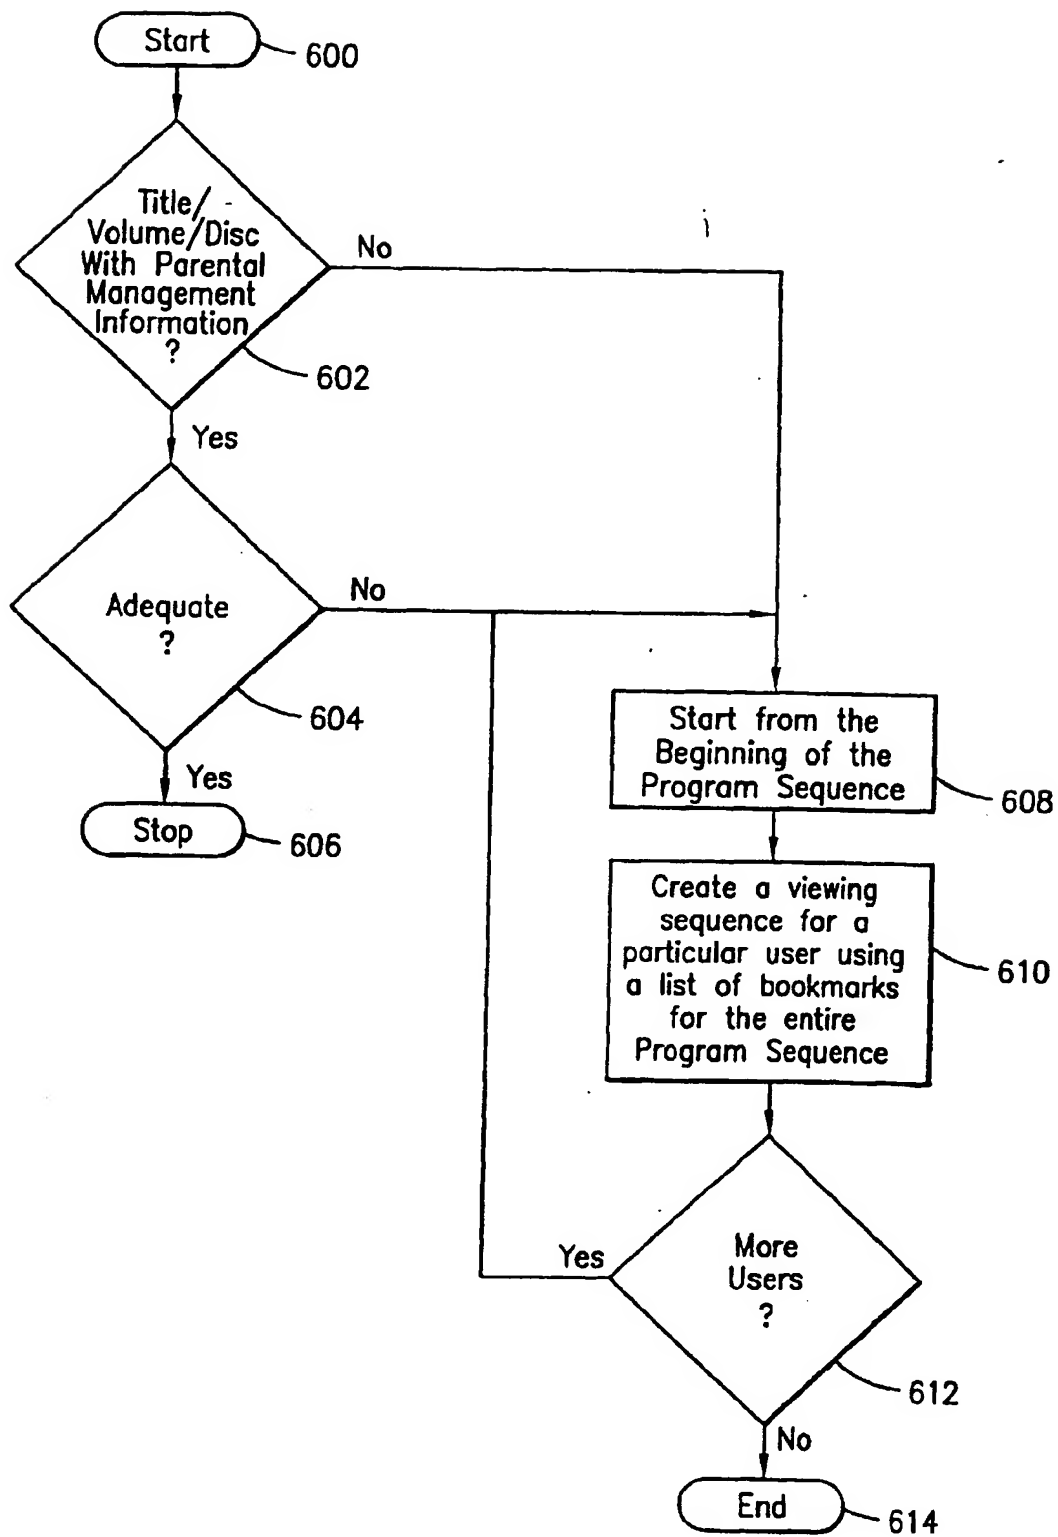 Start
600
Title/
Volume/Disc
With Parental
Management
Information
?
No
602
Yes
Adequate
?
No
604
Yes
Stop
606
Start from the
Beginning of the
Program Sequence
608
Create a viewing
sequence for a
particular user using
a list of bookmarks
for the entire
Program Sequence
610
More
Users
?
Yes
612
No
End
614